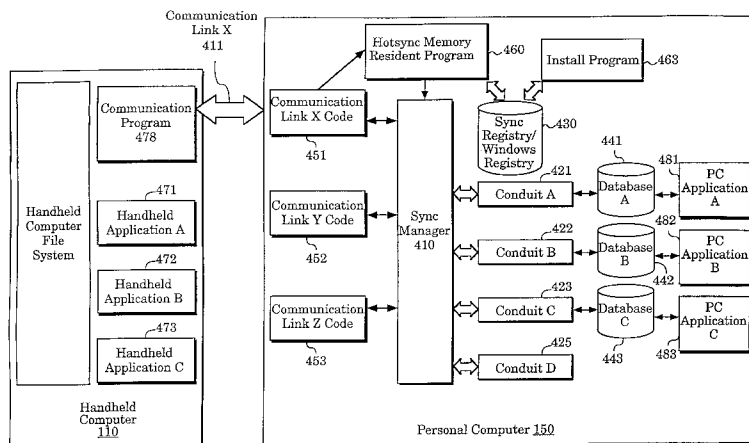 Communication
Link X
411
Hotsync Memory
Resident Program
460
Install Program
463
Communication
Program
478
Communication
Link X Code
451
Sync
Registry/
Windows
Registry
430
441
481
421
Handheld
Computer
File
System
471
Handheld
Application A
Communication
Link Y Code
452
Sync
Manager
410
Conduit A
Database
A
PC
Application
A
482
422
472
Handheld
Application B
Conduit B
Database
B
442
PC
Application
B
423
473
Handheld
Application C
Communication
Link Z Code
453
Conduit C
Database
C
443
PC
Application
C
483
425
Conduit D
Handheld
Computer
110
Personal Computer 150